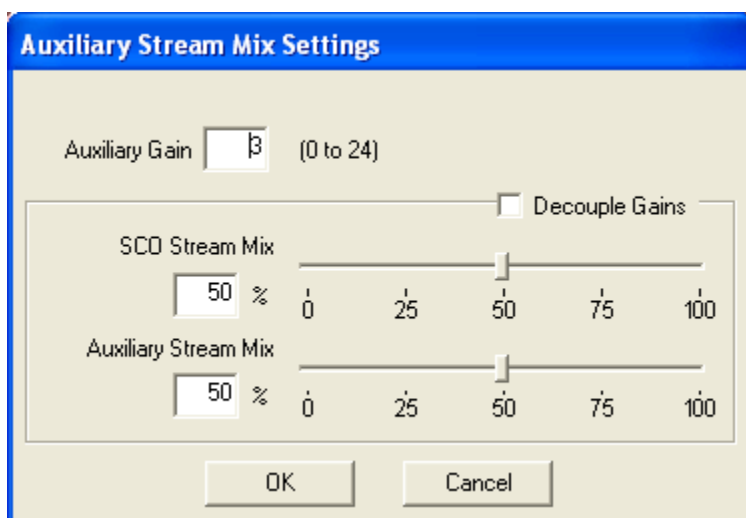 Auxiliary Stream Mix Settings
Auxiliary Gain 3 (0 to 24)
Decouple Gains
SCO Stream Mix
50 % 0 25 50 75 100
Auxiliary Stream Mix
50 % 0 25 50 75 100
OK Cancel